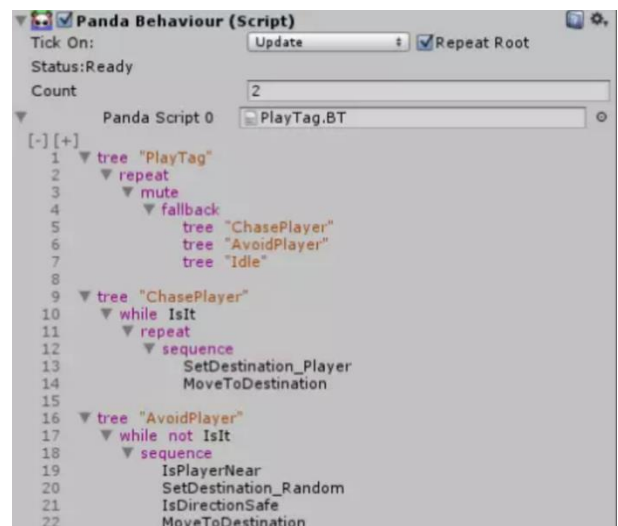 Panda Behaviour (Script)
Tick On: Update Repeat Root
Status:Ready
Count 2
Panda Script 0 PlayTag.BT
[-][+]
1 tree "PlayTag"
2 repeat
3 mute
4 fallback
5 tree "ChasePlayer"
6 tree "AvoidPlayer"
7 tree "Idle"
8
9 tree "ChasePlayer"
10 while IsIt
11 repeat
12 sequence
13 SetDestination_Player
14 MoveToDestination
15
16 tree "AvoidPlayer"
17 while not IsIt
18 sequence
19 IsPlayerNear
20 SetDestination_Random
21 IsDirectionSafe
22 MoveToDestination